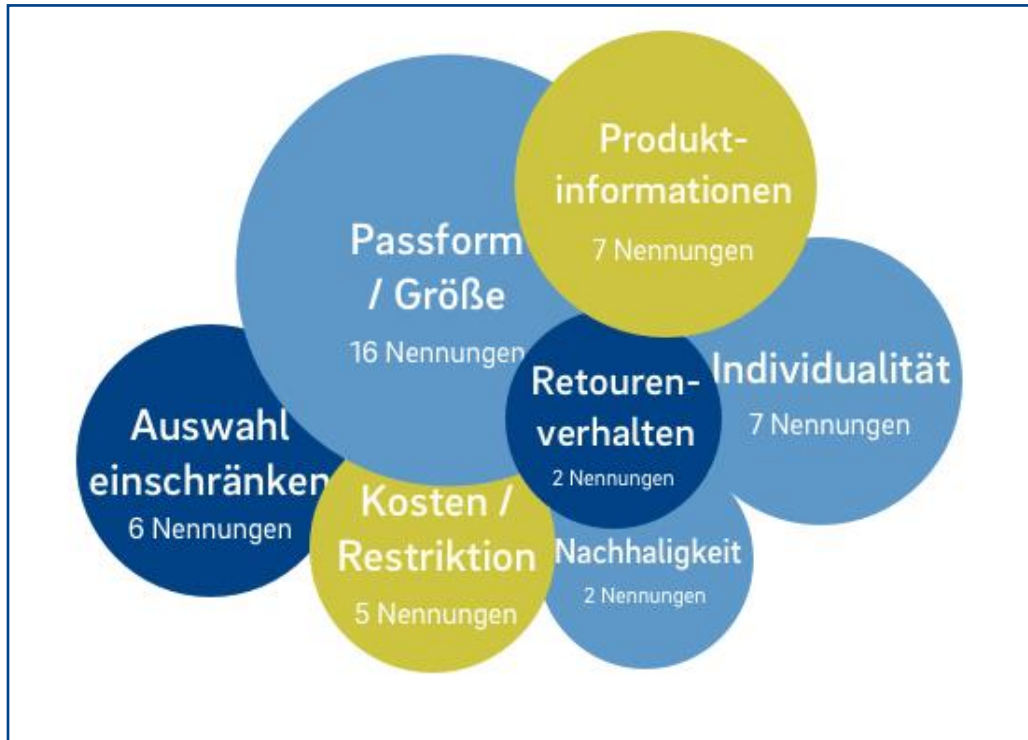 Produkt-
informationen
7 Nennungen
Passform
/ Größe
16 Nennungen
Individualität
7 Nennungen
Retouren-
verhalten
2 Nennungen
Auswahl
einschränken
6 Nennungen
Kosten /
Restriktion
5 Nennungen
Nachhaligkeit
2 Nennungen